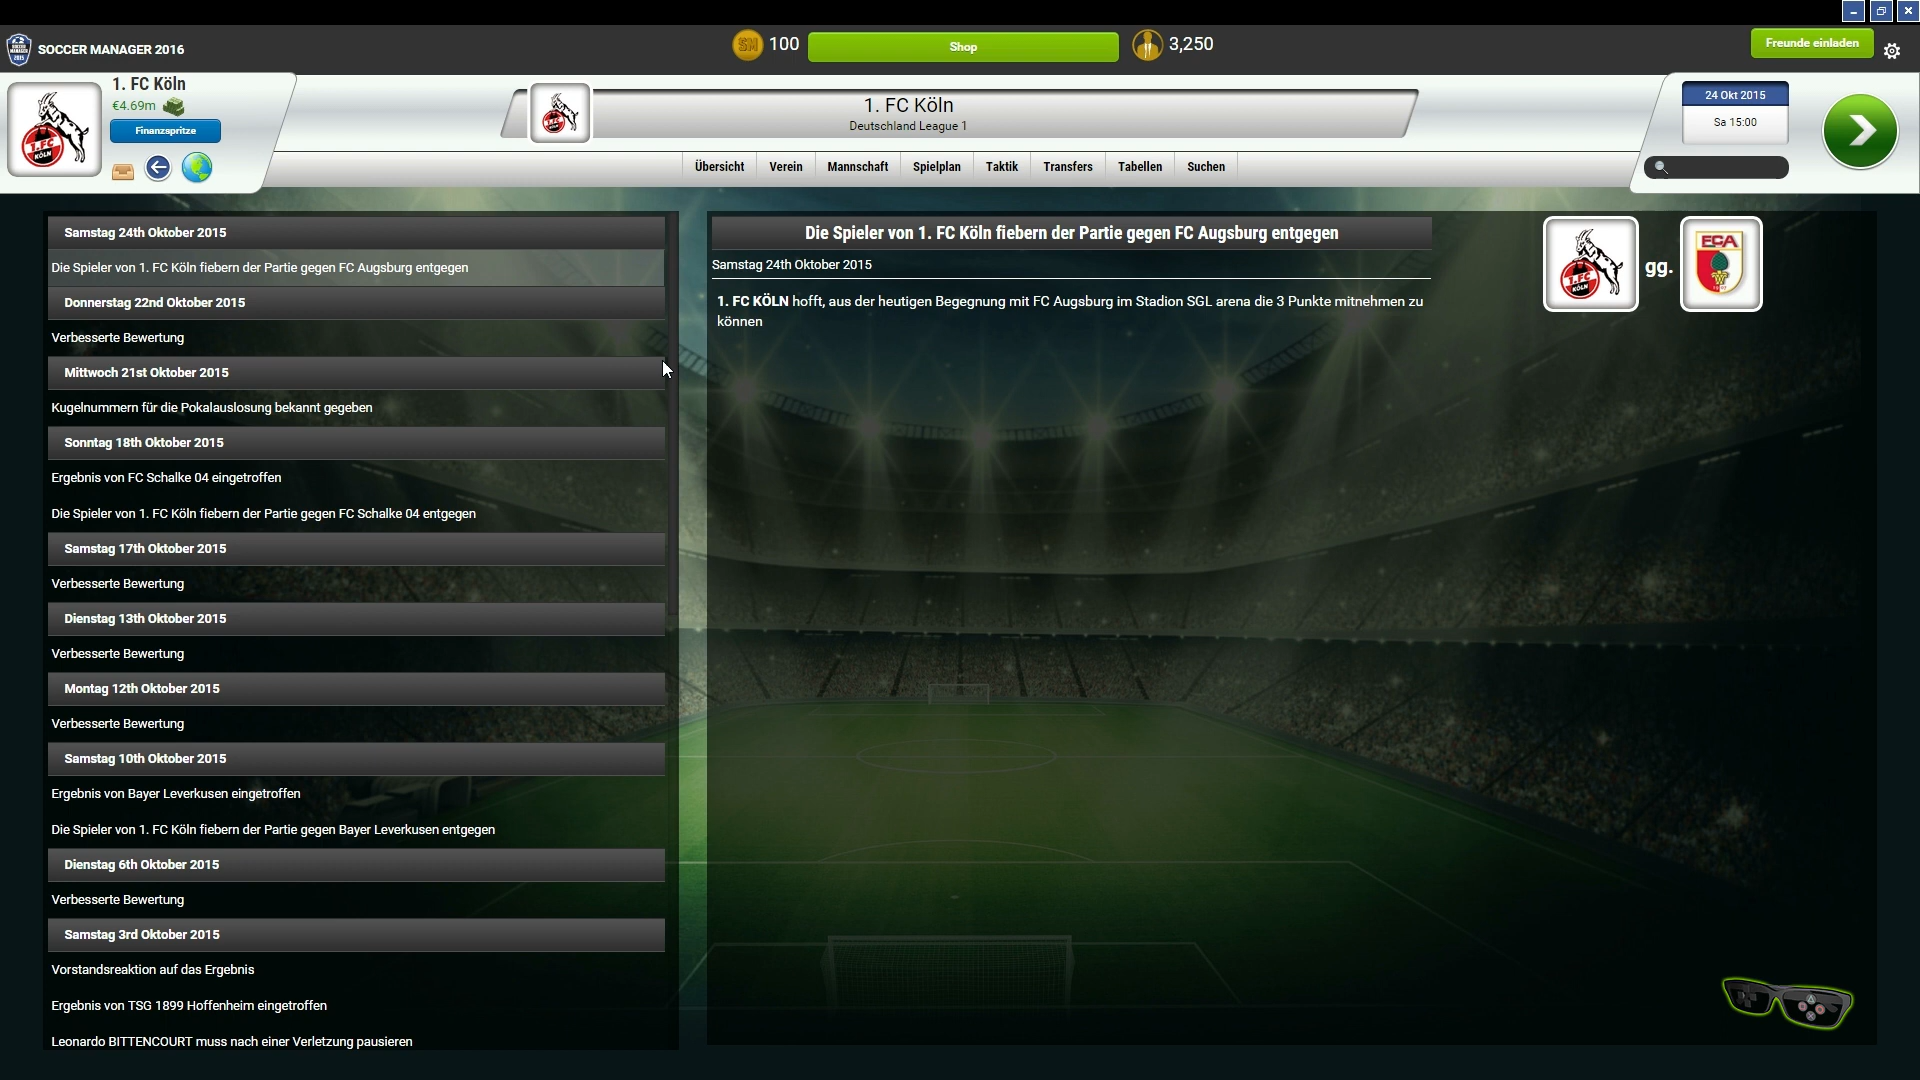 SOCCER MANAGER 2016
100
Shop
3,250
Freunde einladen
1. FC Köln
€4.69m
Finanzspritze
1. FC Köln
Deutschland League 1
24 Okt 2015
Sa 15:00
Übersicht
Verein
Mannschaft
Spielplan
Taktik
Transfers
Tabellen
Suchen
Samstag 24th Oktober 2015
Die Spieler von 1. FC Köln fiebern der Partie gegen FC Augsburg entgegen
Donnerstag 22nd Oktober 2015
Verbesserte Bewertung
Mittwoch 21st Oktober 2015
Kugelnummern für die Pokalauslosung bekannt gegeben
Sonntag 18th Oktober 2015
Ergebnis von FC Schalke 04 eingetroffen
Die Spieler von 1. FC Köln fiebern der Partie gegen FC Schalke 04 entgegen
Samstag 17th Oktober 2015
Verbesserte Bewertung
Dienstag 13th Oktober 2015
Verbesserte Bewertung
Montag 12th Oktober 2015
Verbesserte Bewertung
Samstag 10th Oktober 2015
Ergebnis von Bayer Leverkusen eingetroffen
Die Spieler von 1. FC Köln fiebern der Partie gegen Bayer Leverkusen entgegen
Dienstag 6th Oktober 2015
Verbesserte Bewertung
Samstag 3rd Oktober 2015
Vorstandsreaktion auf das Ergebnis
Ergebnis von TSG 1899 Hoffenheim eingetroffen
Leonardo BITTENCOURT muss nach einer Verletzung pausieren
Die Spieler von 1. FC Köln fiebern der Partie gegen FC Augsburg entgegen
Samstag 24th Oktober 2015
1. FC KÖLN hofft, aus der heutigen Begegnung mit FC Augsburg im Stadion SGL arena die 3 Punkte mitnehmen zu
können
1.FC
KÖLN
gg.
FCA